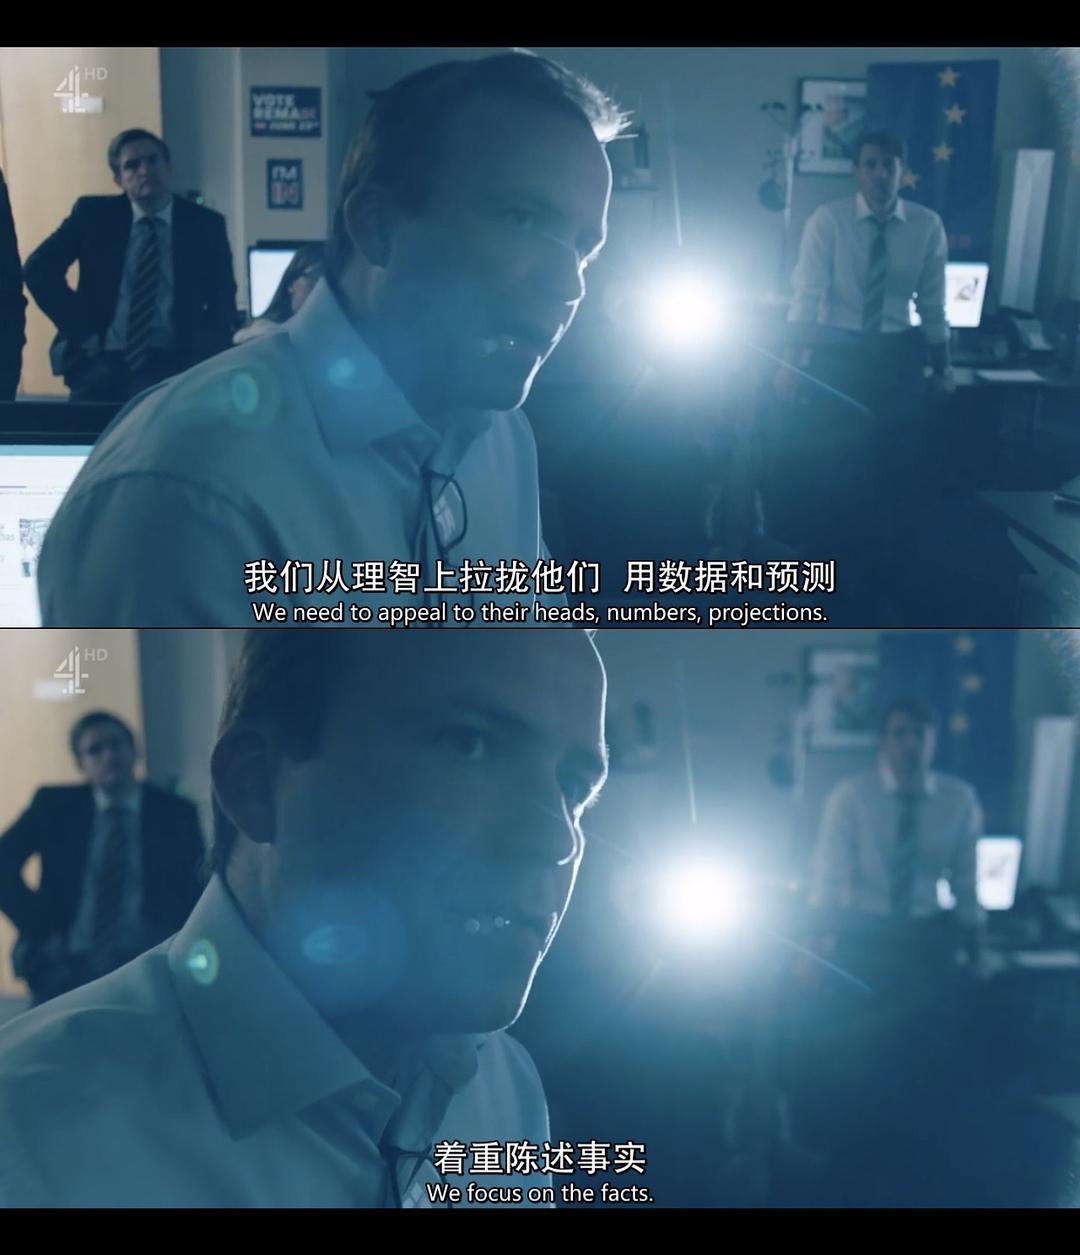 4 HD
VOTE
REMAIN
JUNE 23RD
I'M
IN
我们从理智上拉拢他们 用数据和预测
We need to appeal to their heads, numbers, projections.
4 HD
着重陈述事实
We focus on the facts.